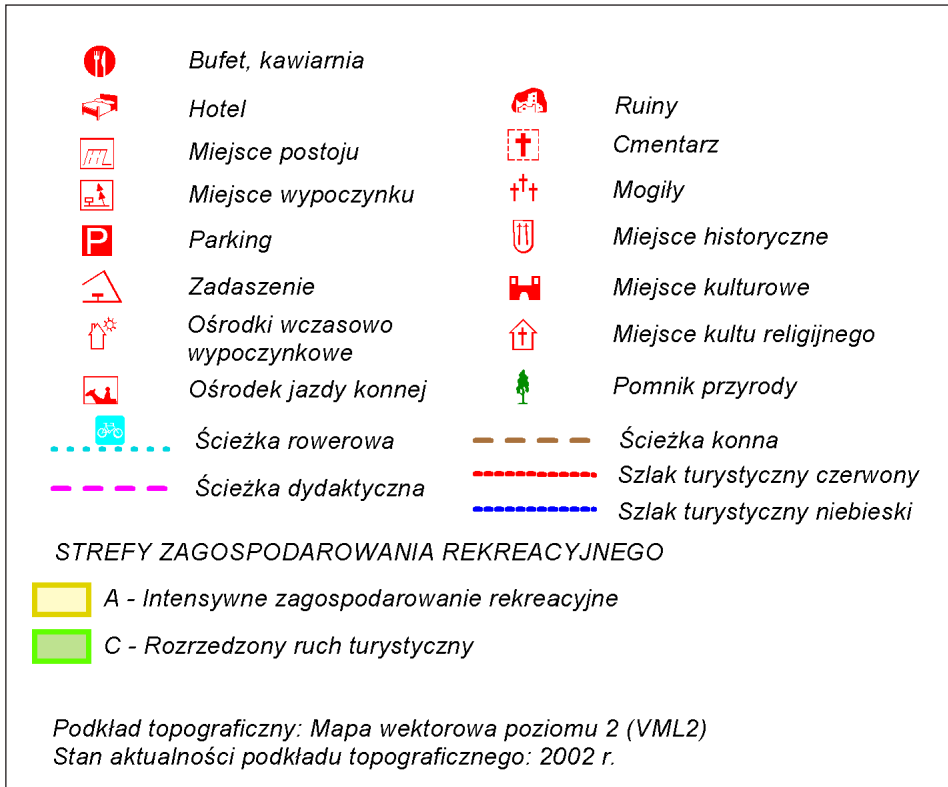 Bufet, kawiarnia
Hotel
Miejsce postoju
Miejsce wypoczynku
P
Parking
Zadaszenie
Ośrodki wczasowo
wypoczynkowe
Ośrodek jazdy konnej
Ścieżka rowerowa
Ścieżka dydaktyczna
Ruiny
Cmentarz
Mogiły
Miejsce historyczne
Miejsce kulturowe
Miejsce kultu religijnego
Pomnik przyrody
Ścieżka konna
Szlak turystyczny czerwony
Szlak turystyczny niebieski
STREFY ZAGOSPODAROWANIA REKREACYJNEGO
A - Intensywne zagospodarowanie rekreacyjne
C - Rozrzedzony ruch turystyczny
Podkład topograficzny: Mapa wektorowa poziomu 2 (VML2)
Stan aktualności podkładu topograficznego: 2002 r.